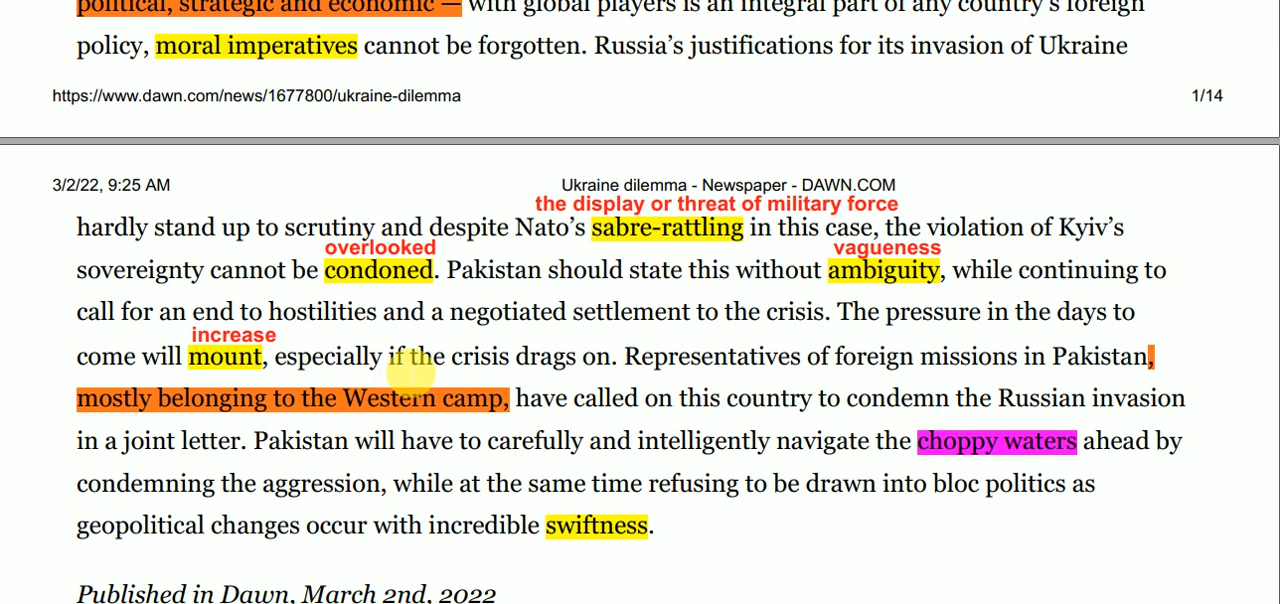 political, strategic and economic — with global players is an integral part of any country's foreign
policy, moral imperatives cannot be forgotten. Russia's justifications for its invasion of Ukraine
https://www.dawn.com/news/1677800/ukraine-dilemma 1/14
3/2/22, 9:25 AM Ukraine dilemma - Newspaper - DAWN.COM
the display or threat of military force
hardly stand up to scrutiny and despite Nato's sabre-rattling in this case, the violation of Kyiv's
overlooked vagueness
sovereignty cannot be condoned. Pakistan should state this without ambiguity, while continuing to
call for an end to hostilities and a negotiated settlement to the crisis. The pressure in the days to
increase
come will mount, especially if the crisis drags on. Representatives of foreign missions in Pakistan,
mostly belonging to the Western camp, have called on this country to condemn the Russian invasion
in a joint letter. Pakistan will have to carefully and intelligently navigate the choppy waters ahead by
condemning the aggression, while at the same time refusing to be drawn into bloc politics as
geopolitical changes occur with incredible swiftness.
Published in Dawn, March 2nd, 2022